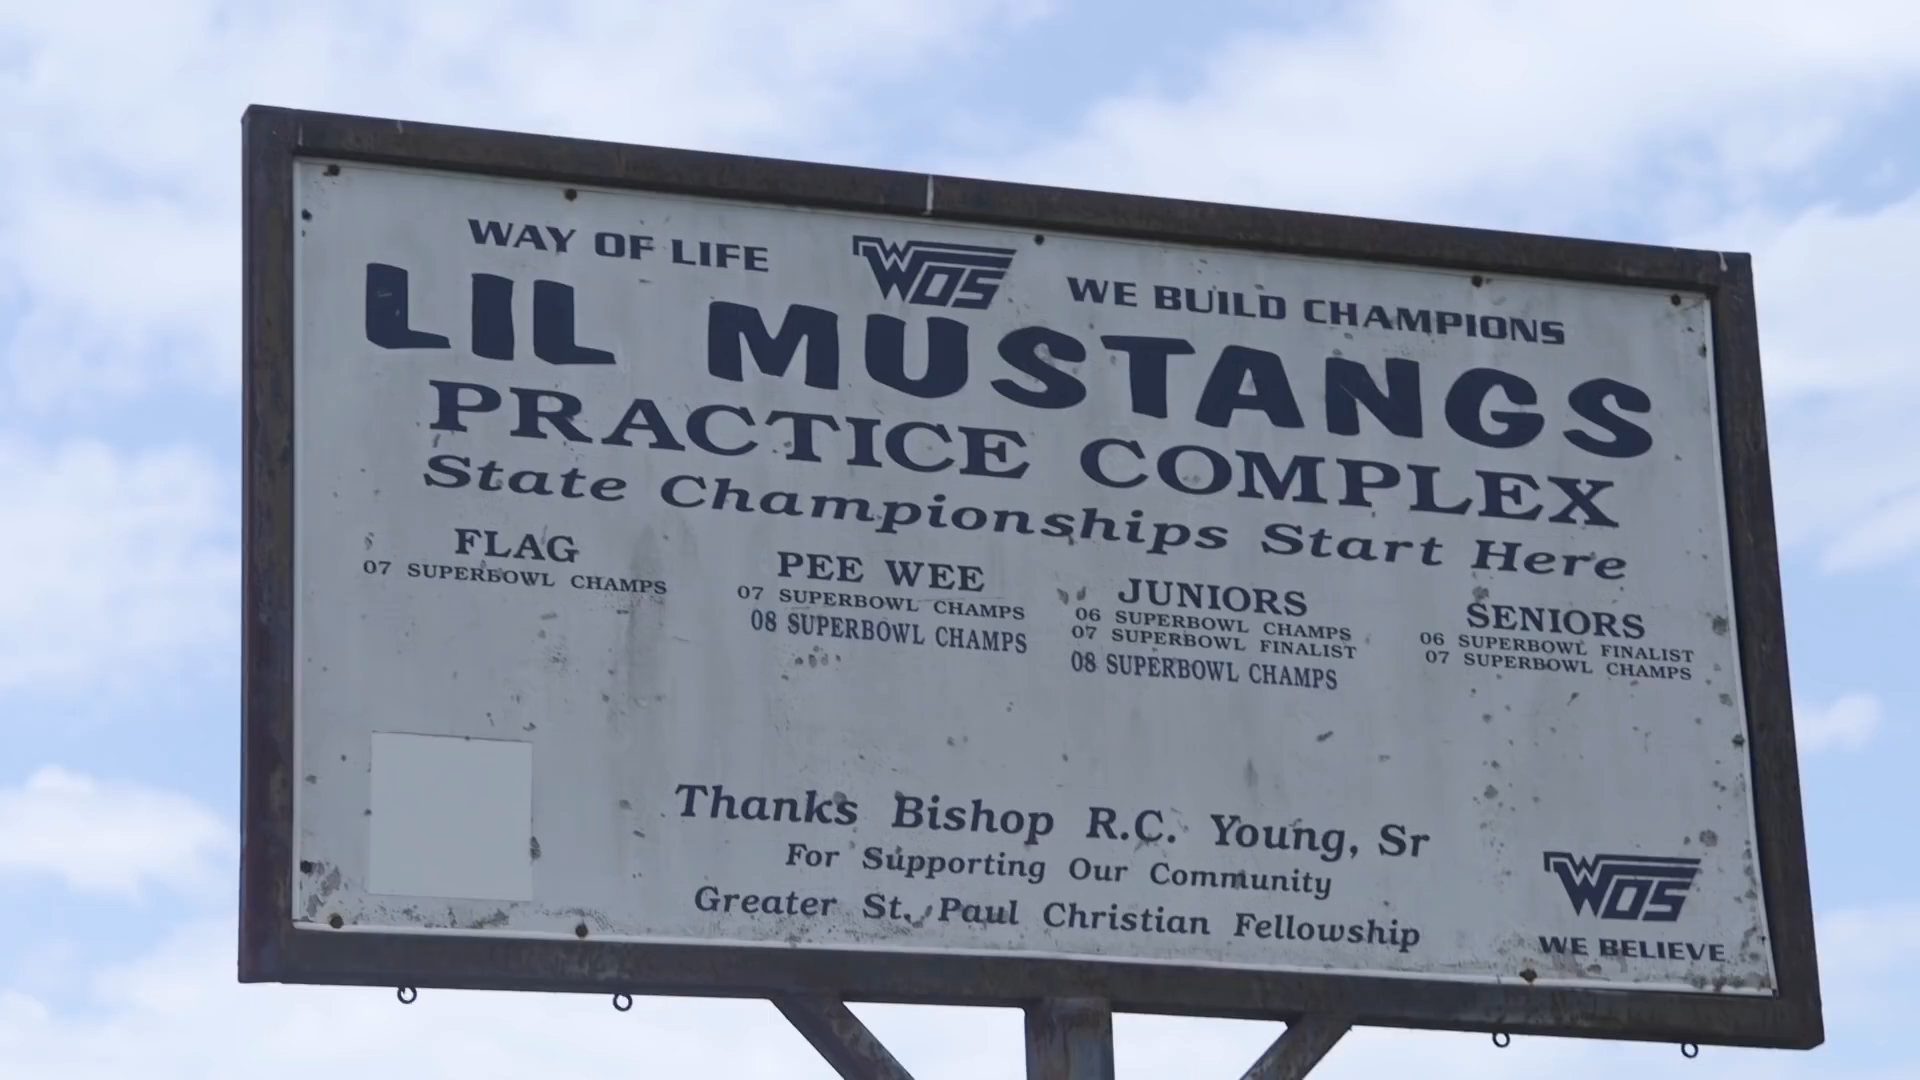 WAY OF LIFE WOS WE BUILD CHAMPIONS
LIL MUSTANGS
PRACTICE COMPLEX
State Championships Start Here
FLAG
07 SUPERBOWL CHAMPS
PEE WEE
07 SUPERBOWL CHAMPS
08 SUPERBOWL CHAMPS
JUNIORS
06 SUPERBOWL CHAMPS
07 SUPERBOWL FINALIST
08 SUPERBOWL CHAMPS
SENIORS
06 SUPERBOWL FINALIST
07 SUPERBOWL CHAMPS
Thanks Bishop R.C. Young, Sr
For Supporting Our Community
Greater St. Paul Christian Fellowship
WOS
WE BELIEVE